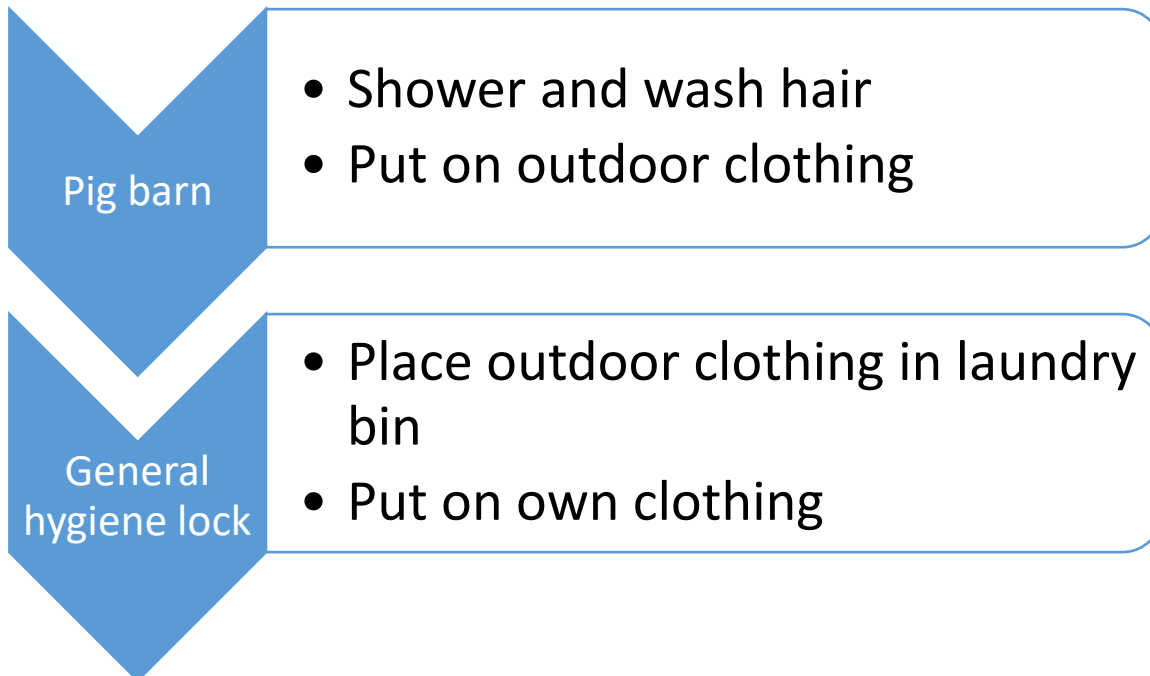 Pig barn
• Shower and wash hair
• Put on outdoor clothing
General
hygiene lock
• Place outdoor clothing in laundry
bin
• Put on own clothing